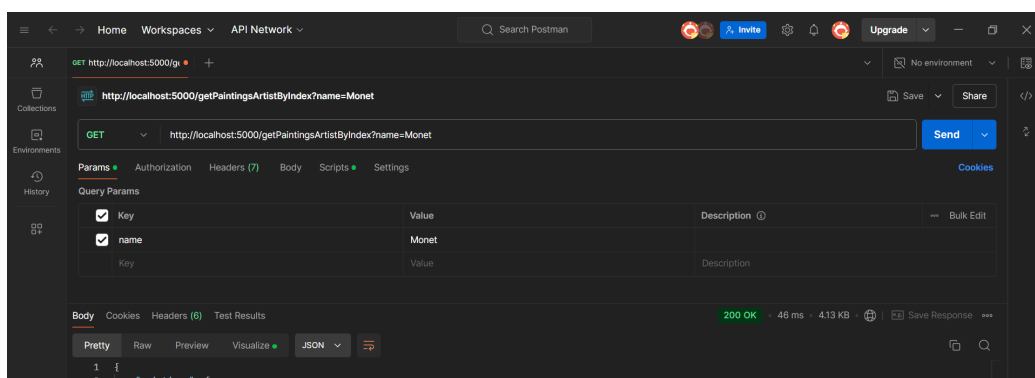 Home Workspaces API Network Search Postman Invite Upgrade
GET http://localhost:5000/ge No environment
HTTP http://localhost:5000/getPaintingsArtistByIndex?name=Monet Save Share
Collections
GET http://localhost:5000/getPaintingsArtistByIndex?name=Monet Send
Environments
Params Authorization Headers (7) Body Scripts Settings Cookies
History
Query Params
Key Value Description Bulk Edit
name Monet
Key Value Description
Body Cookies Headers (6) Test Results 200 OK 46 ms 4.13 KB Save Response
Pretty Raw Preview Visualize JSON
1 {